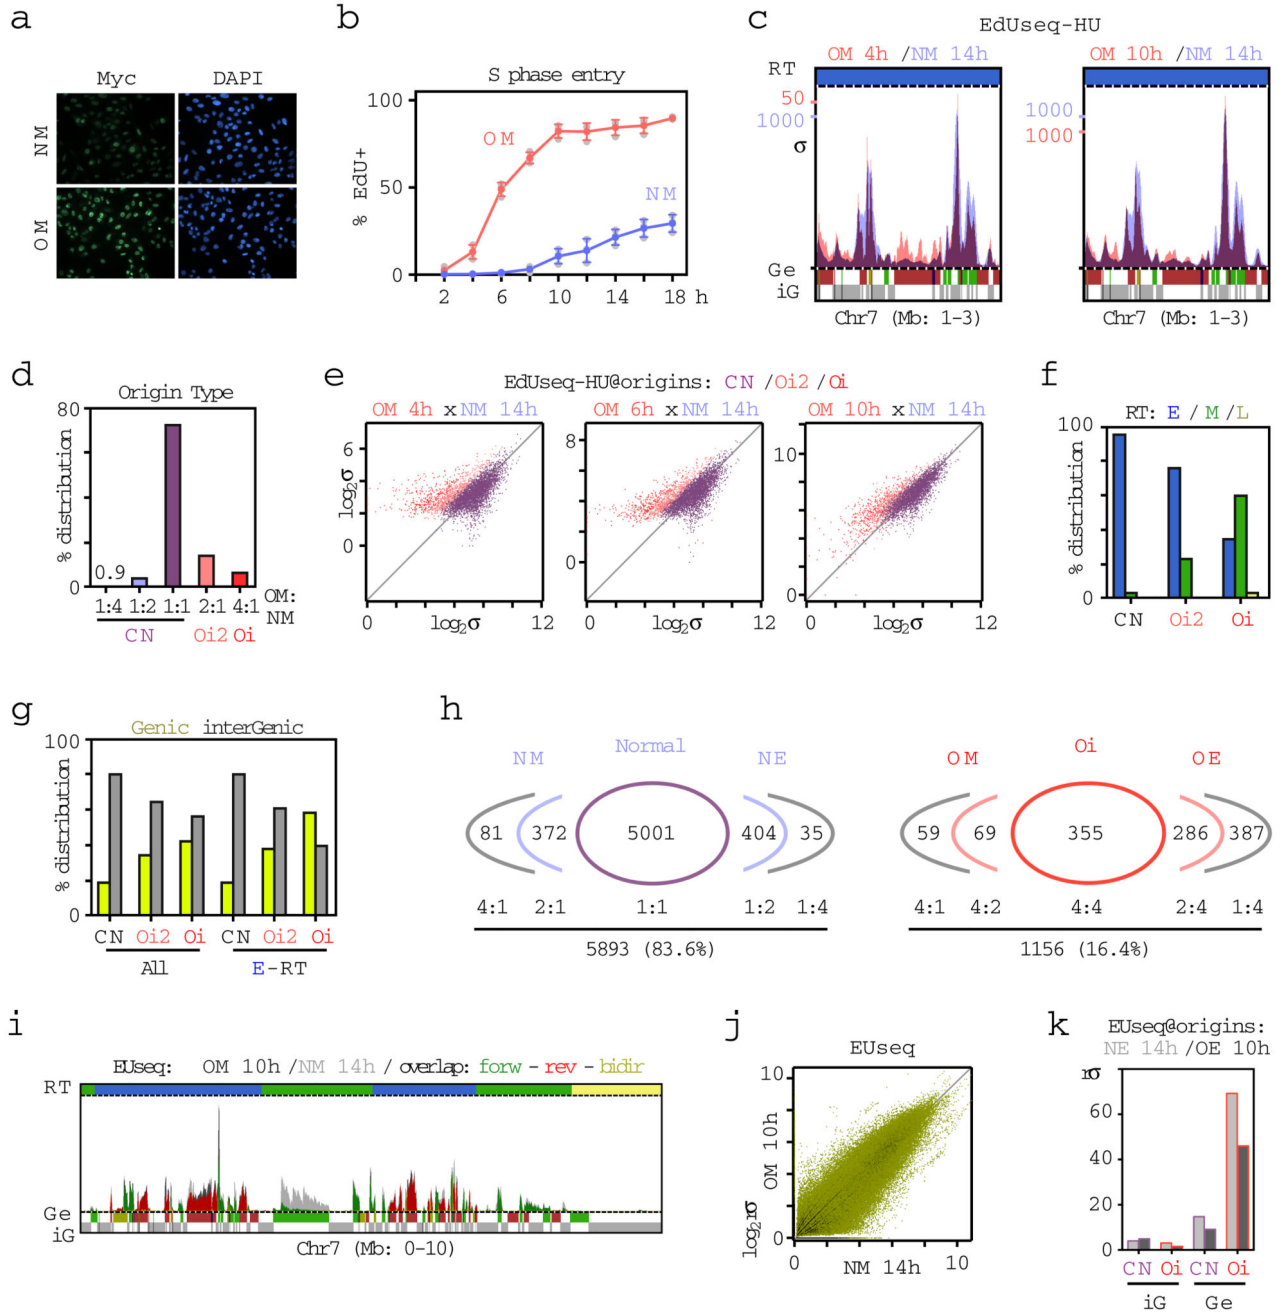 a
Myc DAPI
NM
OM
b
S phase entry
% EdU+
100
50
0
OM
NM
2 6 10 14 18 h
c
EdUseq-HU
OM 4h /NM 14h
OM 10h /NM 14h
RT
50
1000
σ
1000
1000
Ge
iG
Chr7 (Mb: 1-3)
Chr7 (Mb: 1-3)
d
Origin Type
% distribution
80
0
0.9
1:4 1:2 1:1 2:1 4:1 OM:
NM
CN Oi2 Oi
e
EdUseq-HU@origins: CN /Oi2 /Oi
OM 4h x NM 14h
OM 6h x NM 14h
OM 10h x NM 14h
log2σ
6
0
8
0
10
0
0 log2σ 12
0 log2σ 12
0 log2σ 12
f
RT: E / M / L
% distribution
100
0
CN Oi2 Oi
g
Genic interGenic
% distribution
100
0
CN Oi2 Oi CN Oi2 Oi
All E-RT
h
NM Normal NE
81 372 5001 404 35
4:1 2:1 1:1 1:2 1:4
5893 (83.6%)
OM Oi OE
59 69 355 286 387
4:1 4:2 4:4 2:4 1:4
1156 (16.4%)
i
EUseq: OM 10h /NM 14h / overlap: forw - rev - bidir
RT
Ge
iG
Chr7 (Mb: 0-10)
j
EUseq
10
OM 10h
log2rσ
0
0 NM 14h 10
k
EUseq@origins:
NE 14h /OE 10h
rσ
60
40
20
0
CN Oi CN Oi
iG Ge